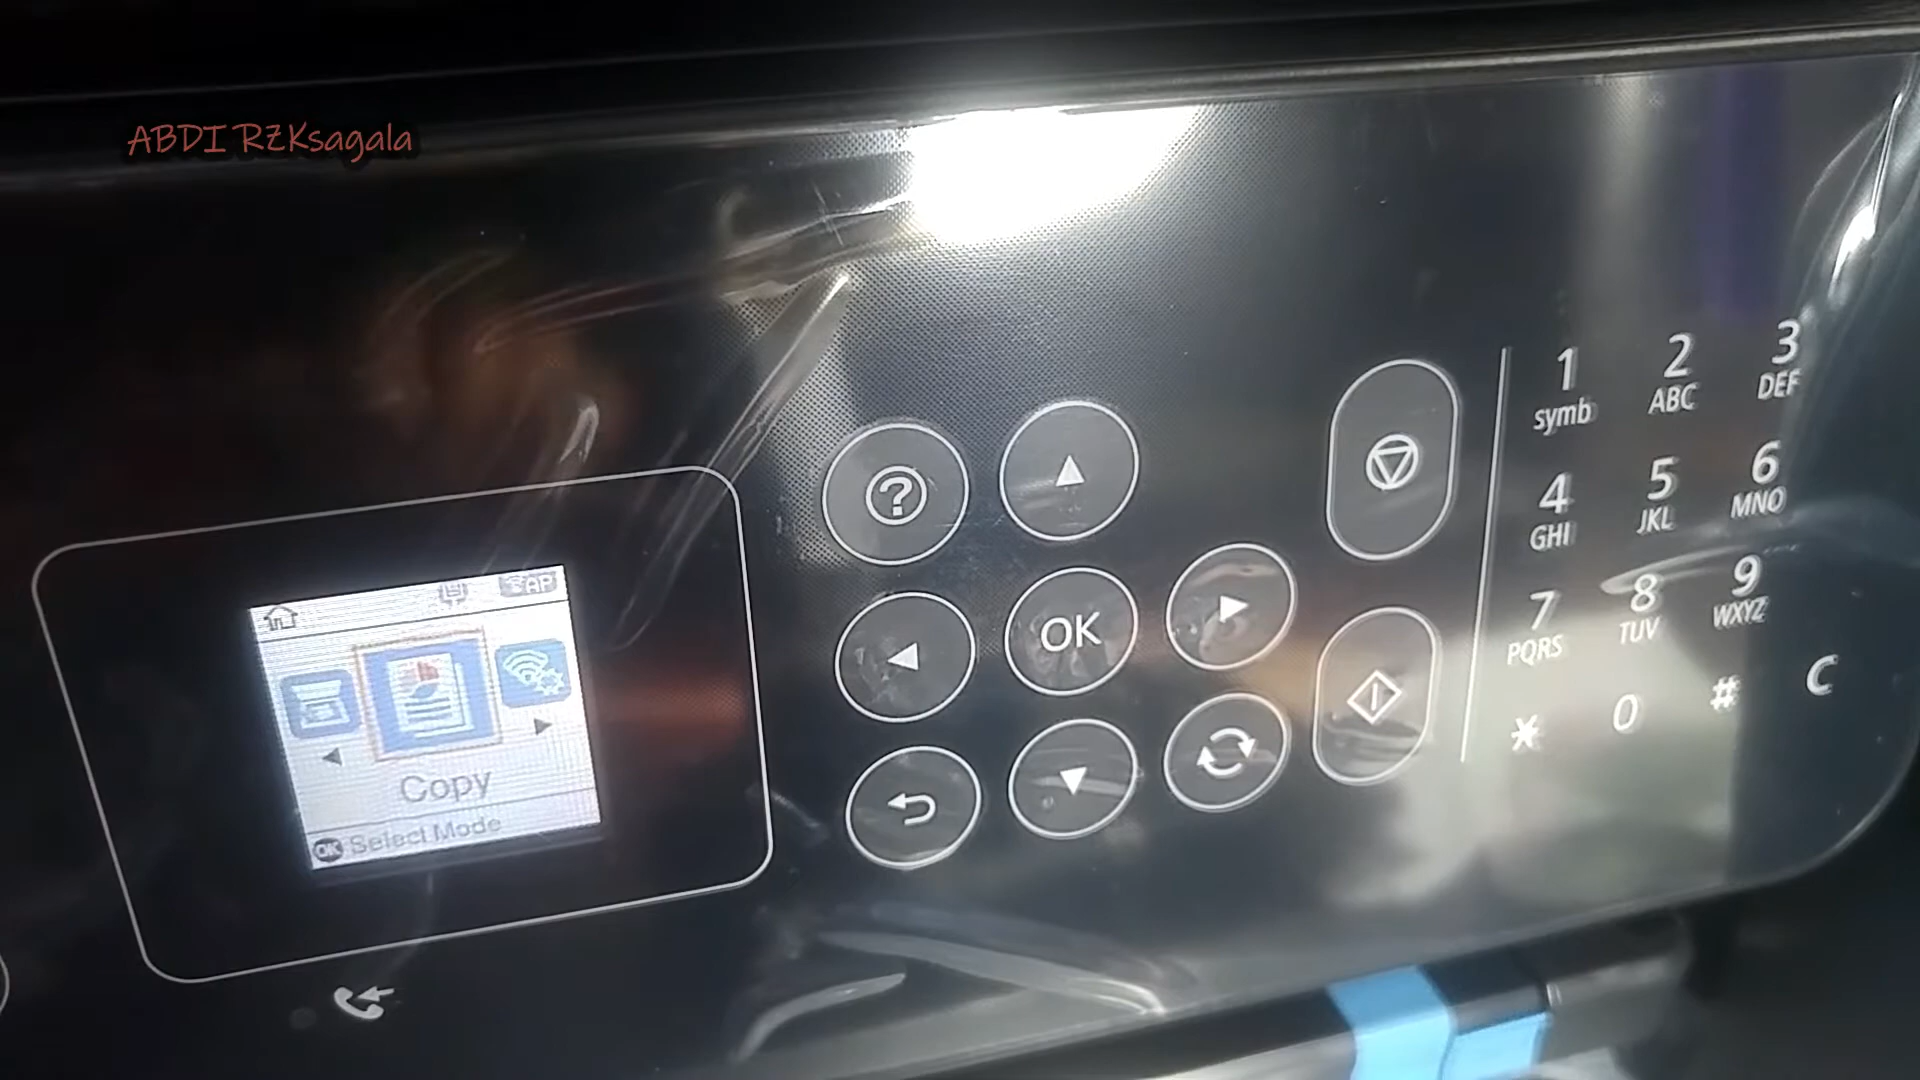 ABDI RZKsagala
AP
Copy
OK Select Mode
?
OK
1 2 3
symb ABC DEF
4 5 6
GHI JKL MNO
7 8 9
PQRS TUV WXYZ
* 0 # C